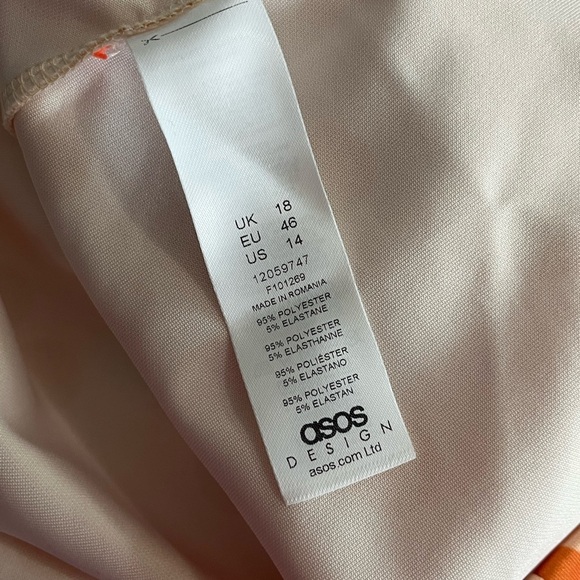 UK 18
EU 46
US 14
12059747
F101269
MADE IN ROMANIA
95% POLYESTER
5% ELASTANE
95% POLYESTER
5% ELASTHANNE
95% POLIÉSTER
5% ELASTANO
95% POLYESTER
5% ELASTAN
asos
DESIGN
asos.com Ltd